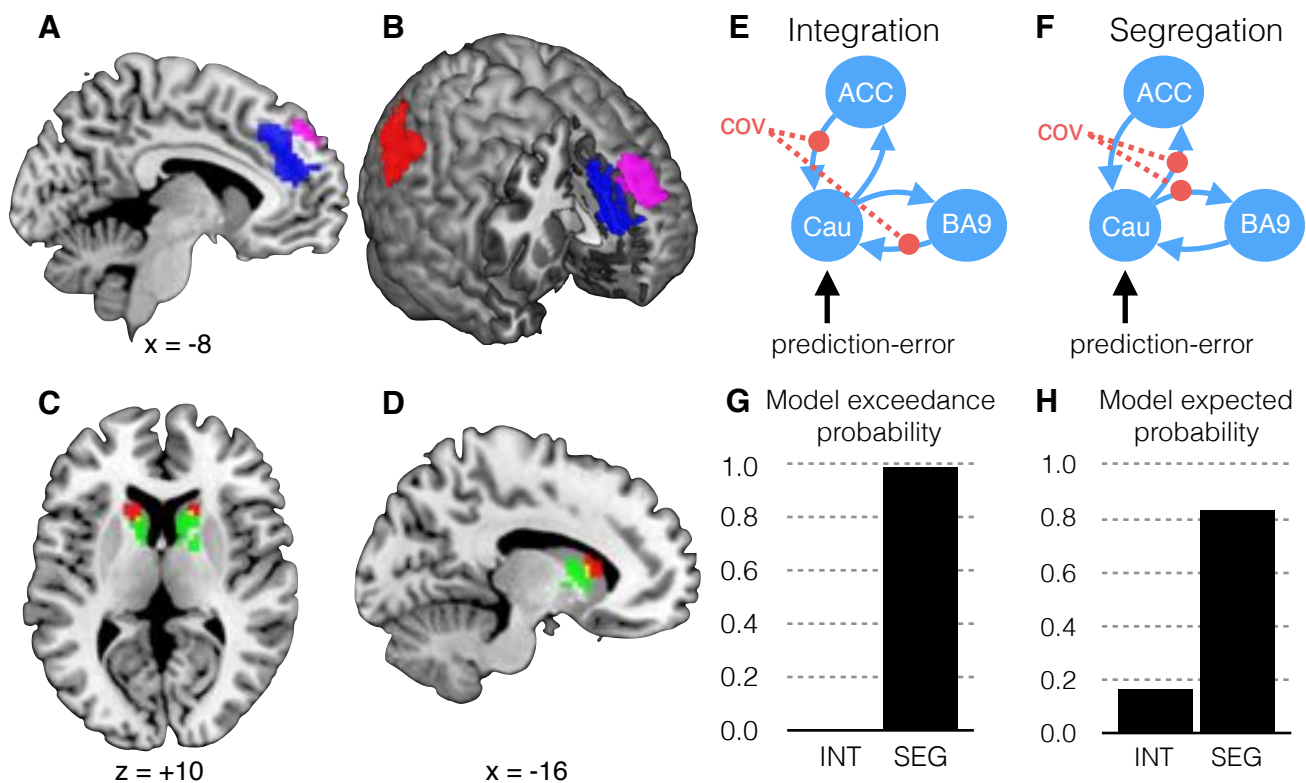 A
x = -8
B
C
z = +10
D
x = -16
E Integration
ACC
cov
Cau
BA9
prediction-error
F Segregation
ACC
cov
Cau
BA9
prediction-error
G Model exceedance
probability
1.0
0.8
0.6
0.4
0.2
0.0
INT SEG
H Model expected
probability
1.0
0.8
0.6
0.4
0.2
0.0
INT SEG